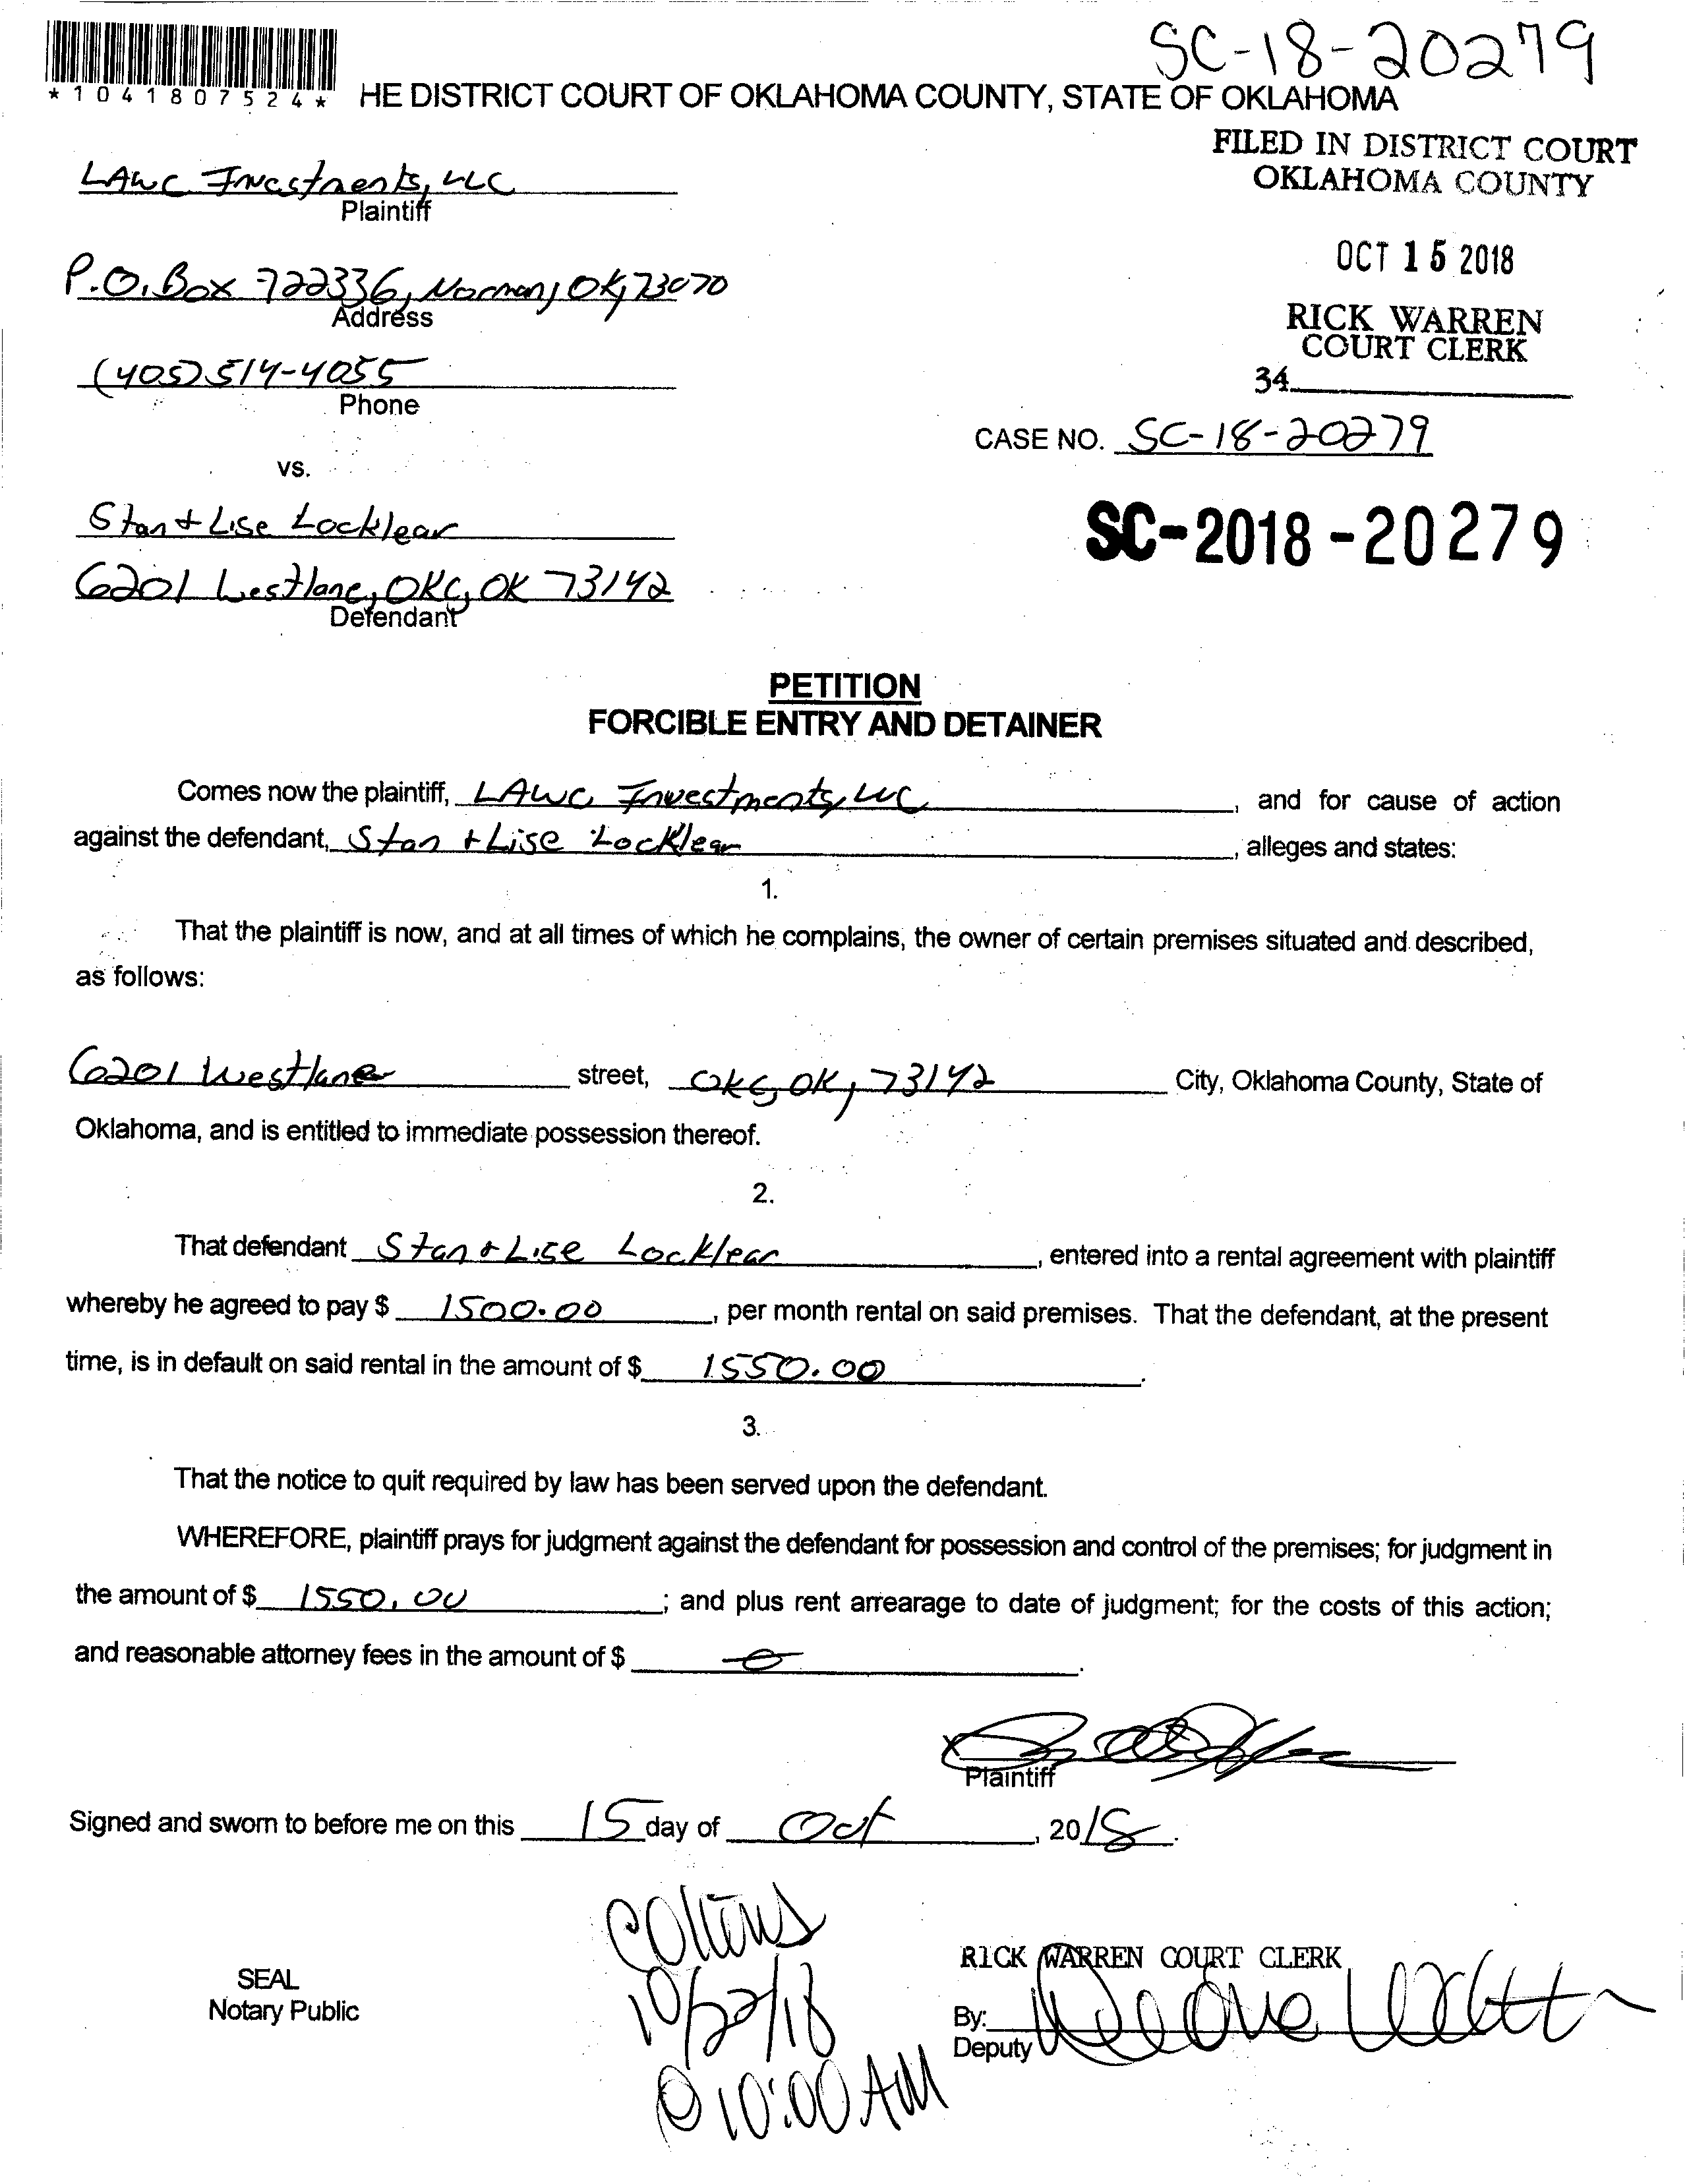 SC-18-20279
*1041807524*
HE DISTRICT COURT OF OKLAHOMA COUNTY, STATE OF OKLAHOMA
FILED IN DISTRICT COURT
OKLAHOMA COUNTY
LAWC Investments, LLC
Plaintiff
OCT 15 2018
P.O. Box 722336, Norman, OK, 73070
Address
RICK WARREN
COURT CLERK
(405) 514-4055
34
Phone
CASE NO. SC-18-20279
vs.
Stan + Lise Locklear
SC-2018-20279
6201 Westlane, OKC, OK 73142
Defendant
PETITION
FORCIBLE ENTRY AND DETAINER
Comes now the plaintiff, LAWC Investments, LLC, and for cause of action
against the defendant, Stan + Lise Locklear, alleges and states:
1.
That the plaintiff is now, and at all times of which he complains, the owner of certain premises situated and described,
as follows:
6201 Westlane street, OKC, OK, 73142 City, Oklahoma County, State of
Oklahoma, and is entitled to immediate possession thereof.
2.
That defendant Stan & Lise Locklear, entered into a rental agreement with plaintiff
whereby he agreed to pay $ 1500.00, per month rental on said premises. That the defendant, at the present
time, is in default on said rental in the amount of $ 1550.00.
3.
That the notice to quit required by law has been served upon the defendant.
WHEREFORE, plaintiff prays for judgment against the defendant for possession and control of the premises; for judgment in
the amount of $ 1550.00; and plus rent arrearage to date of judgment; for the costs of this action;
and reasonable attorney fees in the amount of $ 0.
X
Plaintiff
Signed and sworn to before me on this 15 day of Oct, 2018.
Collins
10/22/18
@ 10:00 AM
SEAL
Notary Public
RICK WARREN COURT CLERK
By:
Deputy